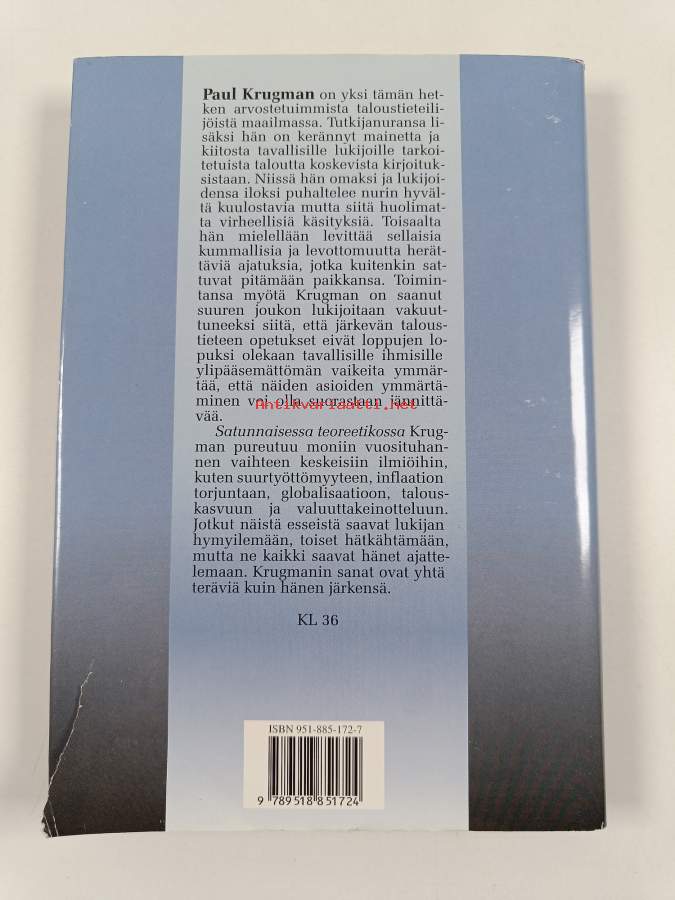 Paul Krugman on yksi tämän het-
ken arvostetuimmista taloustieteili-
jöistä maailmassa. Tutkijanuransa li-
säksi hän on kerännyt mainetta ja
kiitosta tavallisille lukijoille tarkoi-
tetuista taloutta koskevista kirjoituk-
sistaan. Niissä hän omaksi ja lukijoi-
densa iloksi puhaltelee nurin hyväl-
tä kuulostavia mutta siitä huolimat-
ta virheellisiä käsityksiä. Toisaalta
hän mielellään levittää sellaisia
kummallisia ja levottomuutta herät-
täviä ajatuksia, jotka kuitenkin sat-
tuvat pitämään paikkansa. Toimin-
tansa myötä Krugman on saanut
suuren joukon lukijoitaan vakuut-
tuneeksi siitä, että järkevän talous-
tieteen opetukset eivät loppujen lo-
puksi olekaan tavallisille ihmisille
ylipääsemättömän vaikeita ymmär-
tää, että näiden asioiden ymmärtä-
minen voi olla suorastaan jännittä-
vää.
Antikvariaatti.net
Satunnaisessa teoreetikossa Krug-
man pureutuu moniin vuosituhan-
nen vaihteen keskeisiin ilmiöihin,
kuten suurtyöttömyyteen, inflaation
torjuntaan, globalisaatioon, talous-
kasvuun ja valuuttakeinotteluun.
Jotkut näistä esseistä saavat lukijan
hymyilemään, toiset hätkähtämään,
mutta ne kaikki saavat hänet ajatte-
lemaan. Krugmanin sanat ovat yhtä
teräviä kuin hänen järkensä.
KL 36
ISBN 951-885-172-7
9 789518 851724